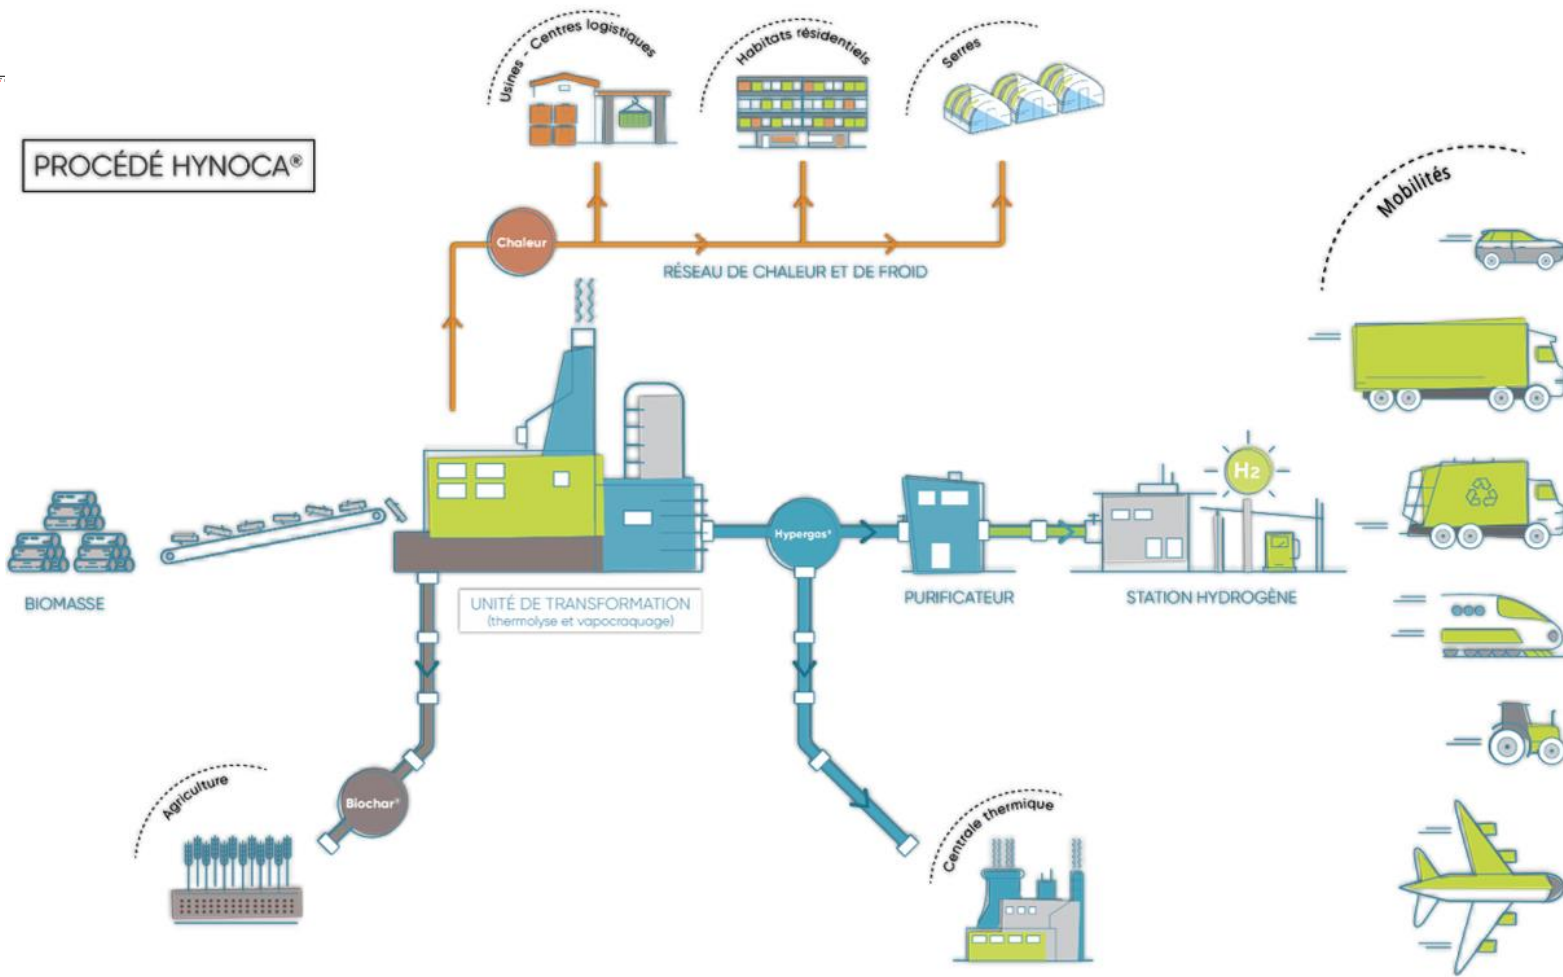 Usines - Centres logistiques
Habitats résidentiels
Serres
PROCÉDÉ HYNOCA®
Mobilités
Chaleur
RÉSEAU DE CHALEUR ET DE FROID
H2
Hypergas®
BIOMASSE
UNITÉ DE TRANSFORMATION
(thermolyse et vapocraquage)
PURIFICATEUR
STATION HYDROGÈNE
Agriculture
Biochar®
Centrale thermique